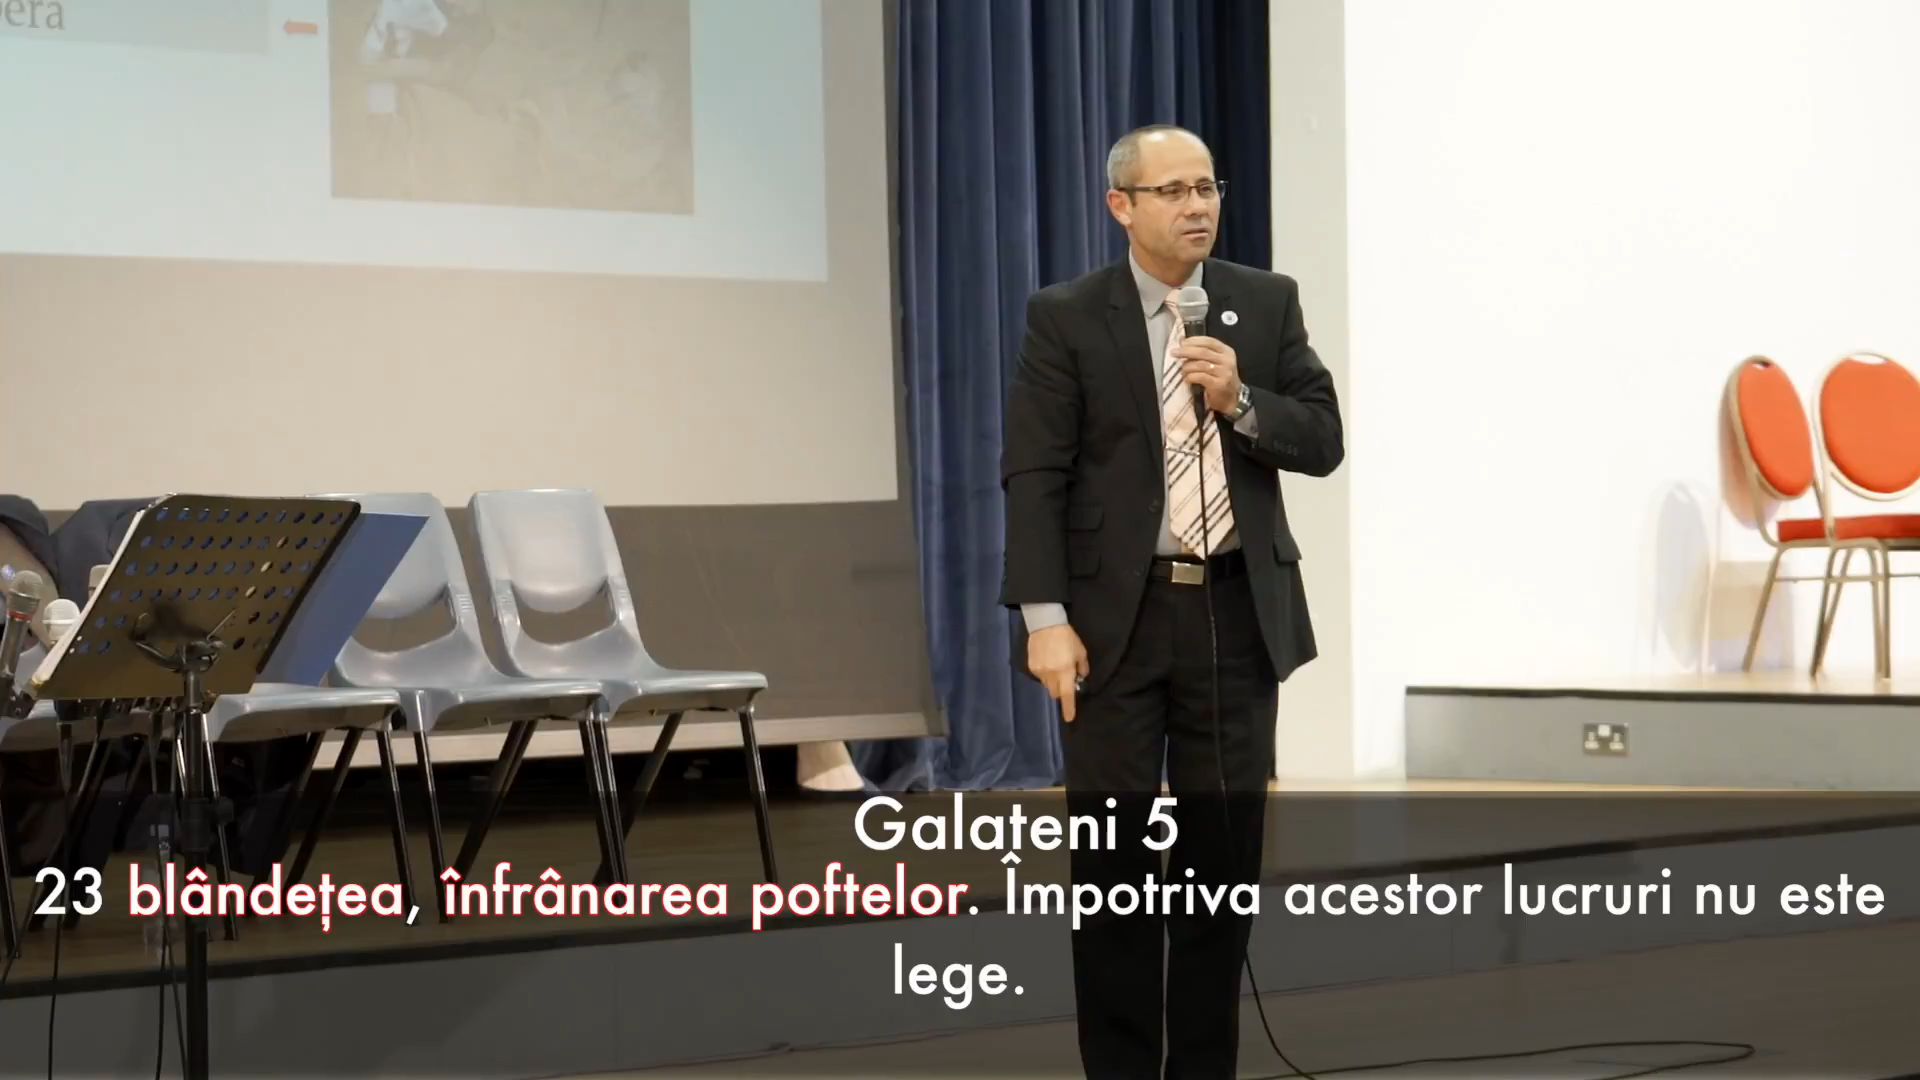 Galateni 5
23 blândețea, înfrânarea poftelor. Împotriva acestor lucruri nu este
lege.